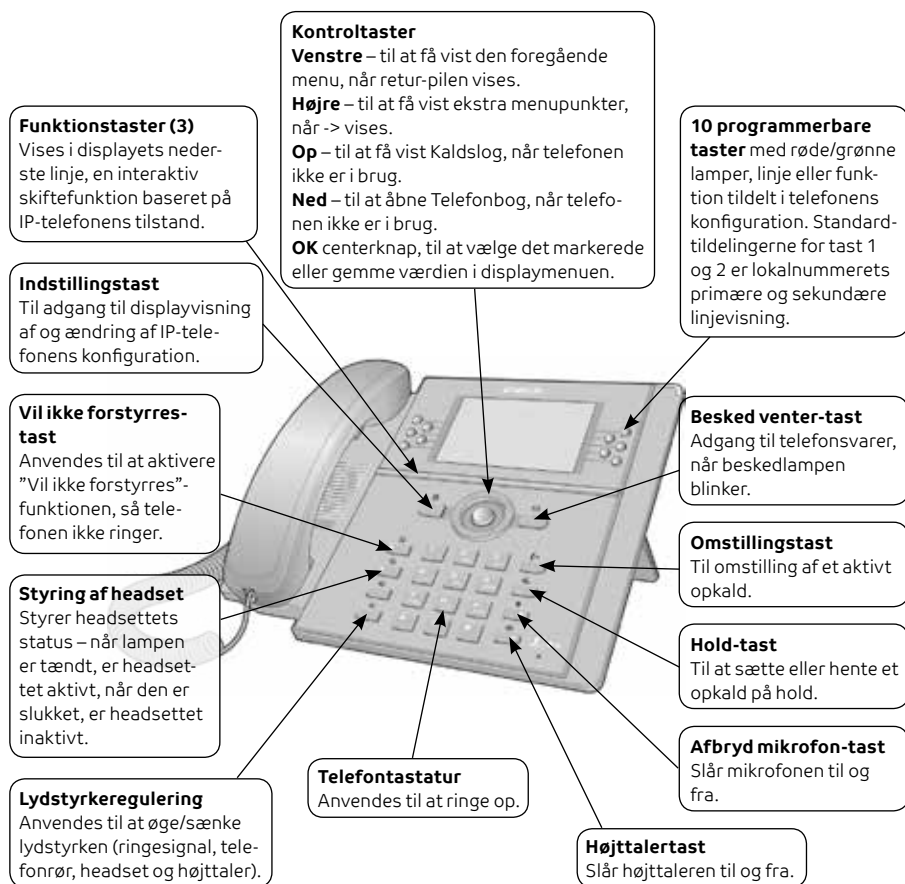 Kontroltaster
Venstre – til at få vist den foregående
menu, når retur-pilen vises.
Højre – til at få vist ekstra menupunkter,
når -> vises.
Op – til at få vist Kaldslog, når telefonen
ikke er i brug.
Ned – til at åbne Telefonbog, når telefo-
nen ikke er i brug.
OK centerknap, til at vælge det markerede
eller gemme værdien i displaymenuen.
Funktionstaster (3)
Vises i displayets neder-
ste linje, en interaktiv
skiftefunktion baseret på
IP-telefonens tilstand.
Indstillingstast
Til adgang til displayvisning
af og ændring af IP-tele-
fonens konfiguration.
Vil ikke forstyrres-
tast
Anvendes til at aktivere
”Vil ikke forstyrres”-
funktionen, så tele-
fonen ikke ringer.
Styring af headset
Styrer headsettets
status – når lampen
er tændt, er headset-
tet aktivt, når den er
slukket, er headsettet
inaktivt.
Lydstyrkeregulering
Anvendes til at øge/sænke
lydstyrken (ringesignal, tele-
fonrør, headset og højttaler).
Telefontastatur
Anvendes til at ringe op.
10 programmerbare
taster med røde/grønne
lamper, linje eller funk-
tion tildelt i telefonens
konfiguration. Standard-
tildelingerne for tast 1
og 2 er lokalnummerets
primære og sekundære
linjevisning.
Besked venter-tast
Adgang til telefonsvarer,
når beskedlampen
blinker.
Omstillingstast
Til omstilling af et aktivt
opkald.
Hold-tast
Til at sætte eller hente et
opkald på hold.
Afbryd mikrofon-tast
Slår mikrofonen til og
fra.
Højttalertast
Slår højttaleren til og fra.